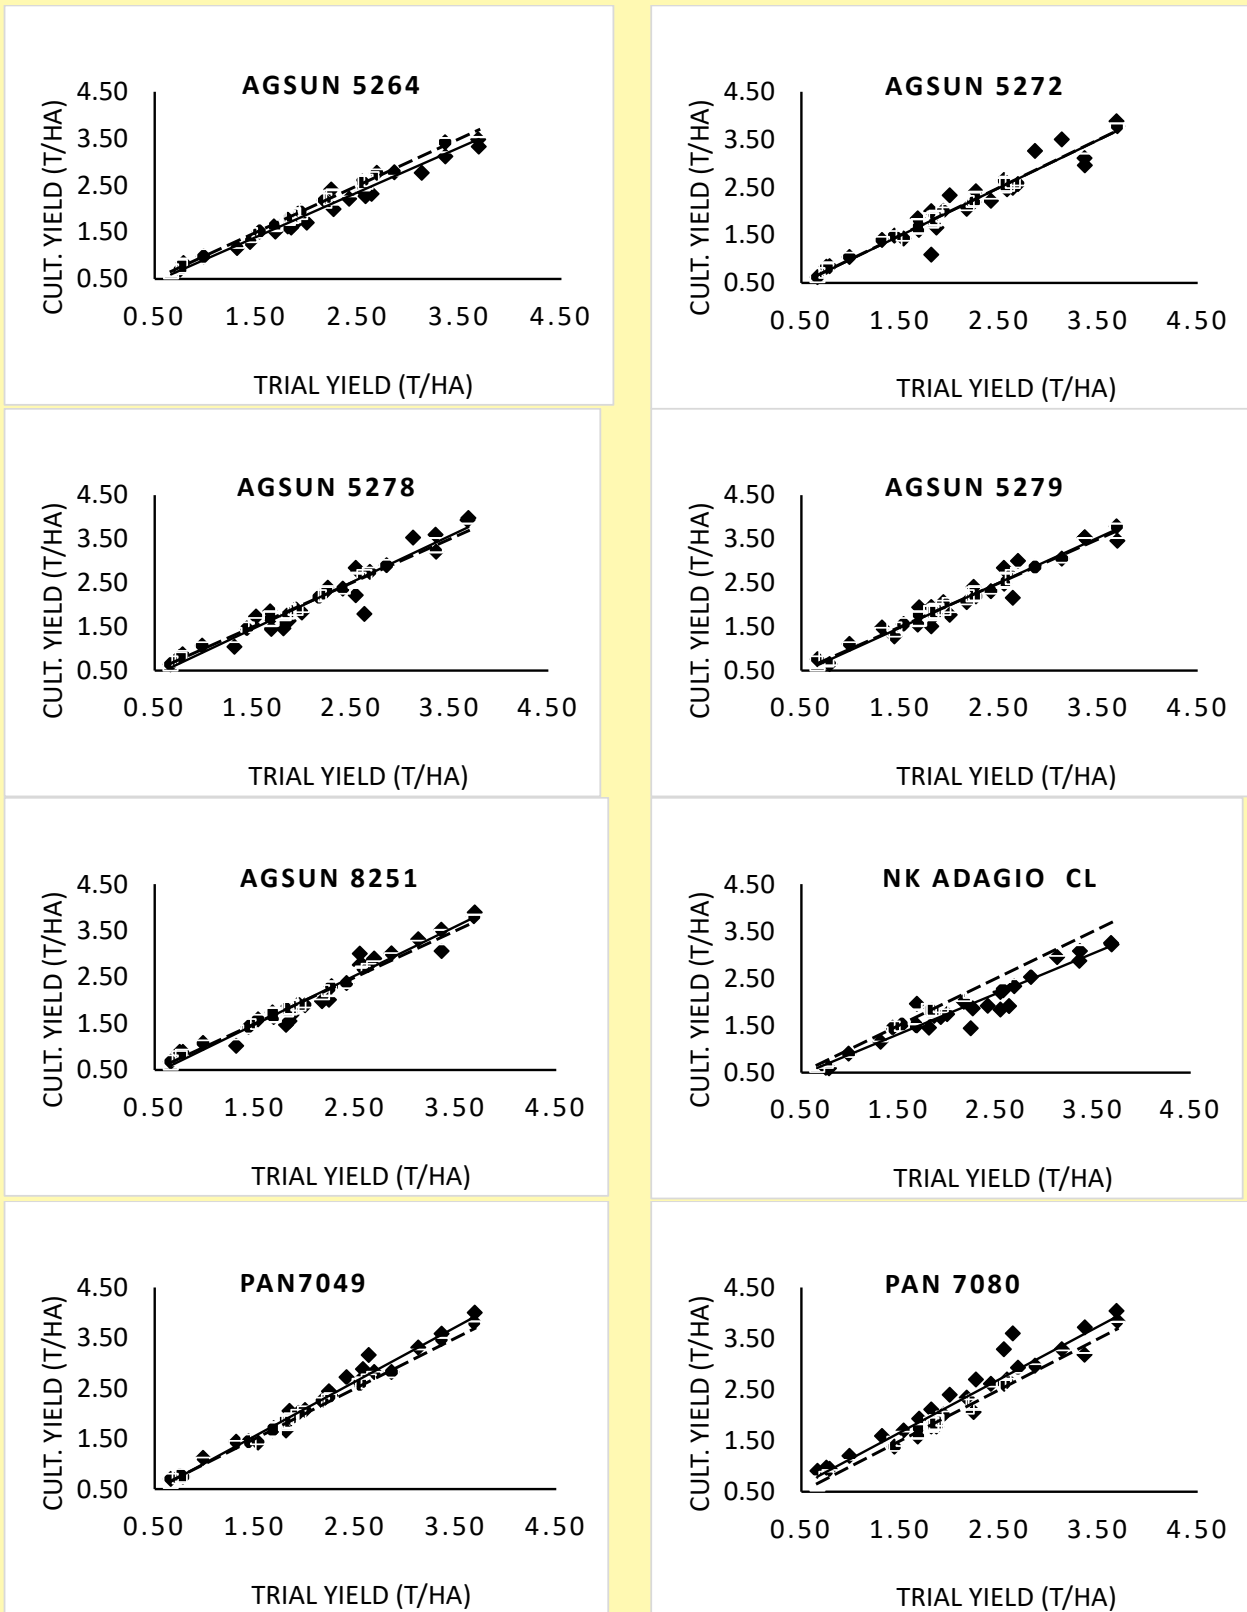 AGSUN 5264
CULT. YIELD (T/HA)
4.50
3.50
2.50
1.50
0.50
0.50 1.50 2.50 3.50 4.50
TRIAL YIELD (T/HA)
AGSUN 5272
CULT. YIELD (T/HA)
4.50
3.50
2.50
1.50
0.50
0.50 1.50 2.50 3.50 4.50
TRIAL YIELD (T/HA)
AGSUN 5278
CULT. YIELD (T/HA)
4.50
3.50
2.50
1.50
0.50
0.50 1.50 2.50 3.50 4.50
TRIAL YIELD (T/HA)
AGSUN 5279
CULT. YIELD (T/HA)
4.50
3.50
2.50
1.50
0.50
0.50 1.50 2.50 3.50 4.50
TRIAL YIELD (T/HA)
AGSUN 8251
CULT. YIELD (T/HA)
4.50
3.50
2.50
1.50
0.50
0.50 1.50 2.50 3.50 4.50
TRIAL YIELD (T/HA)
NK ADAGIO CL
CULT. YIELD (T/HA)
4.50
3.50
2.50
1.50
0.50
0.50 1.50 2.50 3.50 4.50
TRIAL YIELD (T/HA)
PAN7049
CULT. YIELD (T/HA)
4.50
3.50
2.50
1.50
0.50
0.50 1.50 2.50 3.50 4.50
TRIAL YIELD (T/HA)
PAN 7080
CULT. YIELD (T/HA)
4.50
3.50
2.50
1.50
0.50
0.50 1.50 2.50 3.50 4.50
TRIAL YIELD (T/HA)